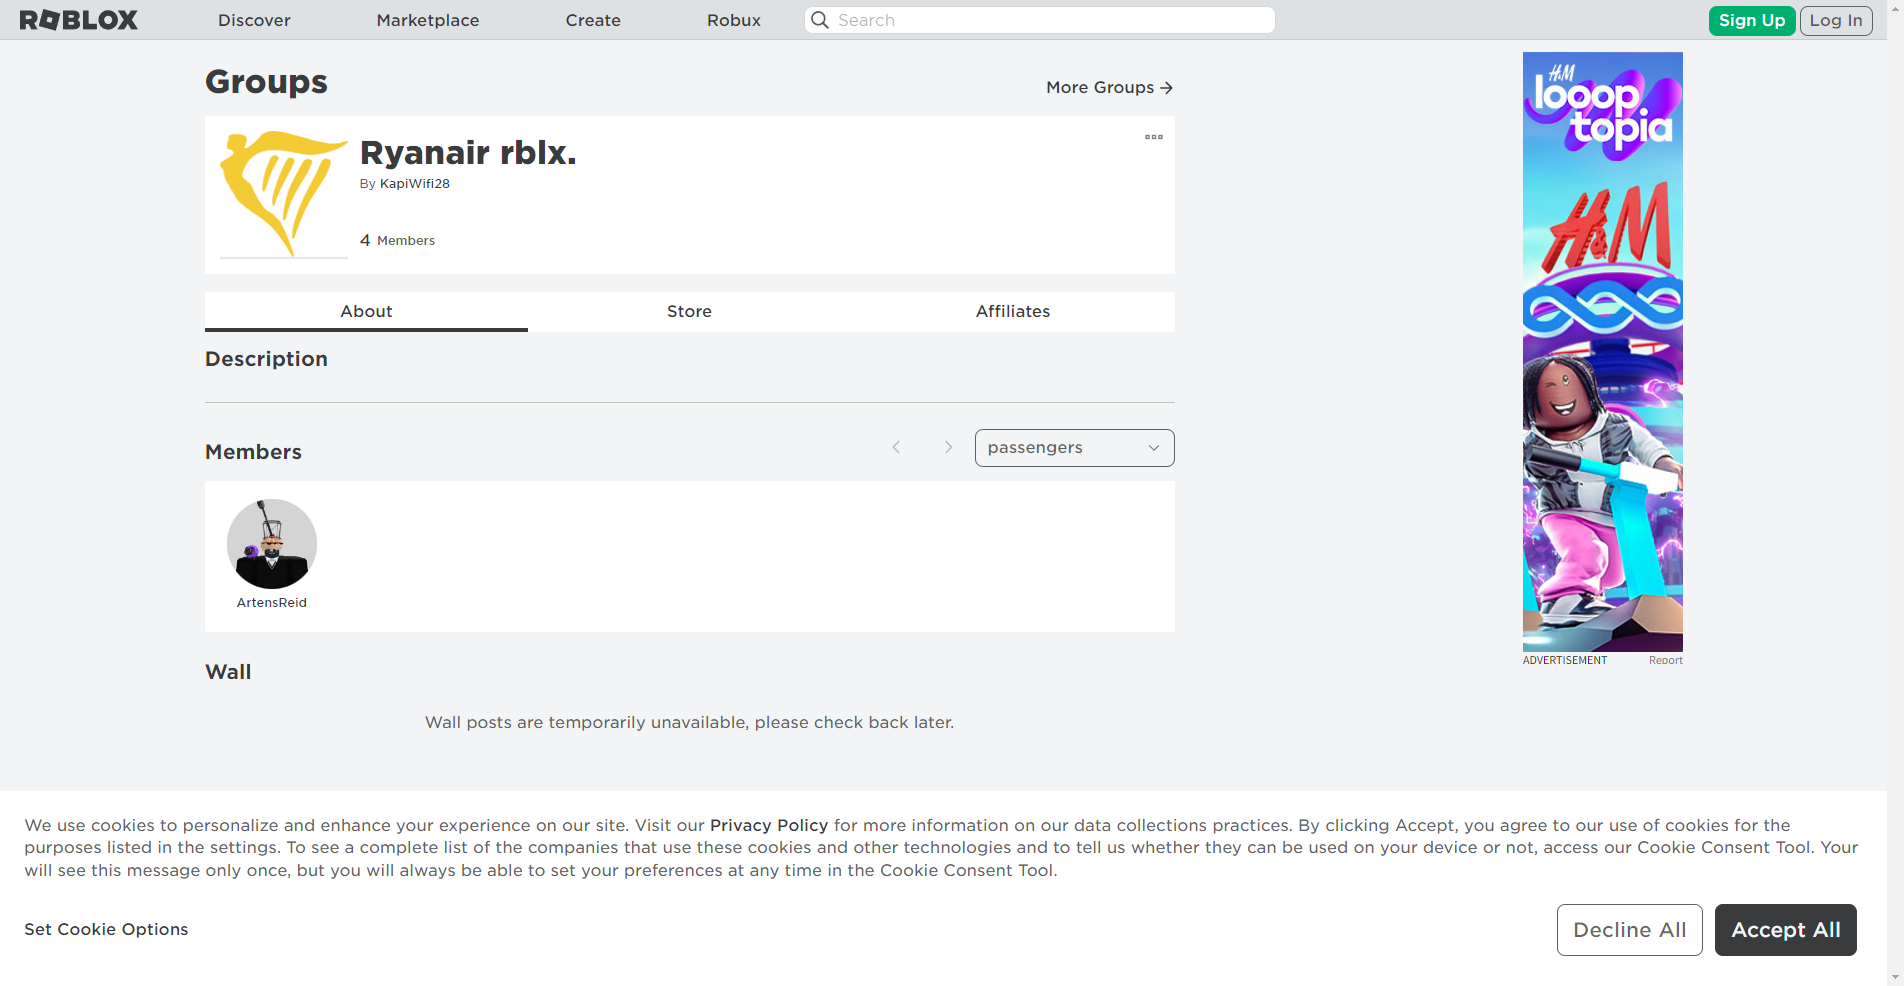 ROBLOX
Discover
Marketplace
Create
Robux
Search
Sign Up
Log In
Groups
More Groups →
Ryanair rblx.
By KapiWifi28
4 Members
About
Store
Affiliates
Description
Members
passengers
ArtensReid
Wall
Wall posts are temporarily unavailable, please check back later.
H&M
looop
topia
H&M
ADVERTISEMENT
Report
We use cookies to personalize and enhance your experience on our site. Visit our Privacy Policy for more information on our data collections practices. By clicking Accept, you agree to our use of cookies for the
purposes listed in the settings. To see a complete list of the companies that use these cookies and other technologies and to tell us whether they can be used on your device or not, access our Cookie Consent Tool. Your
will see this message only once, but you will always be able to set your preferences at any time in the Cookie Consent Tool.
Set Cookie Options
Decline All
Accept All